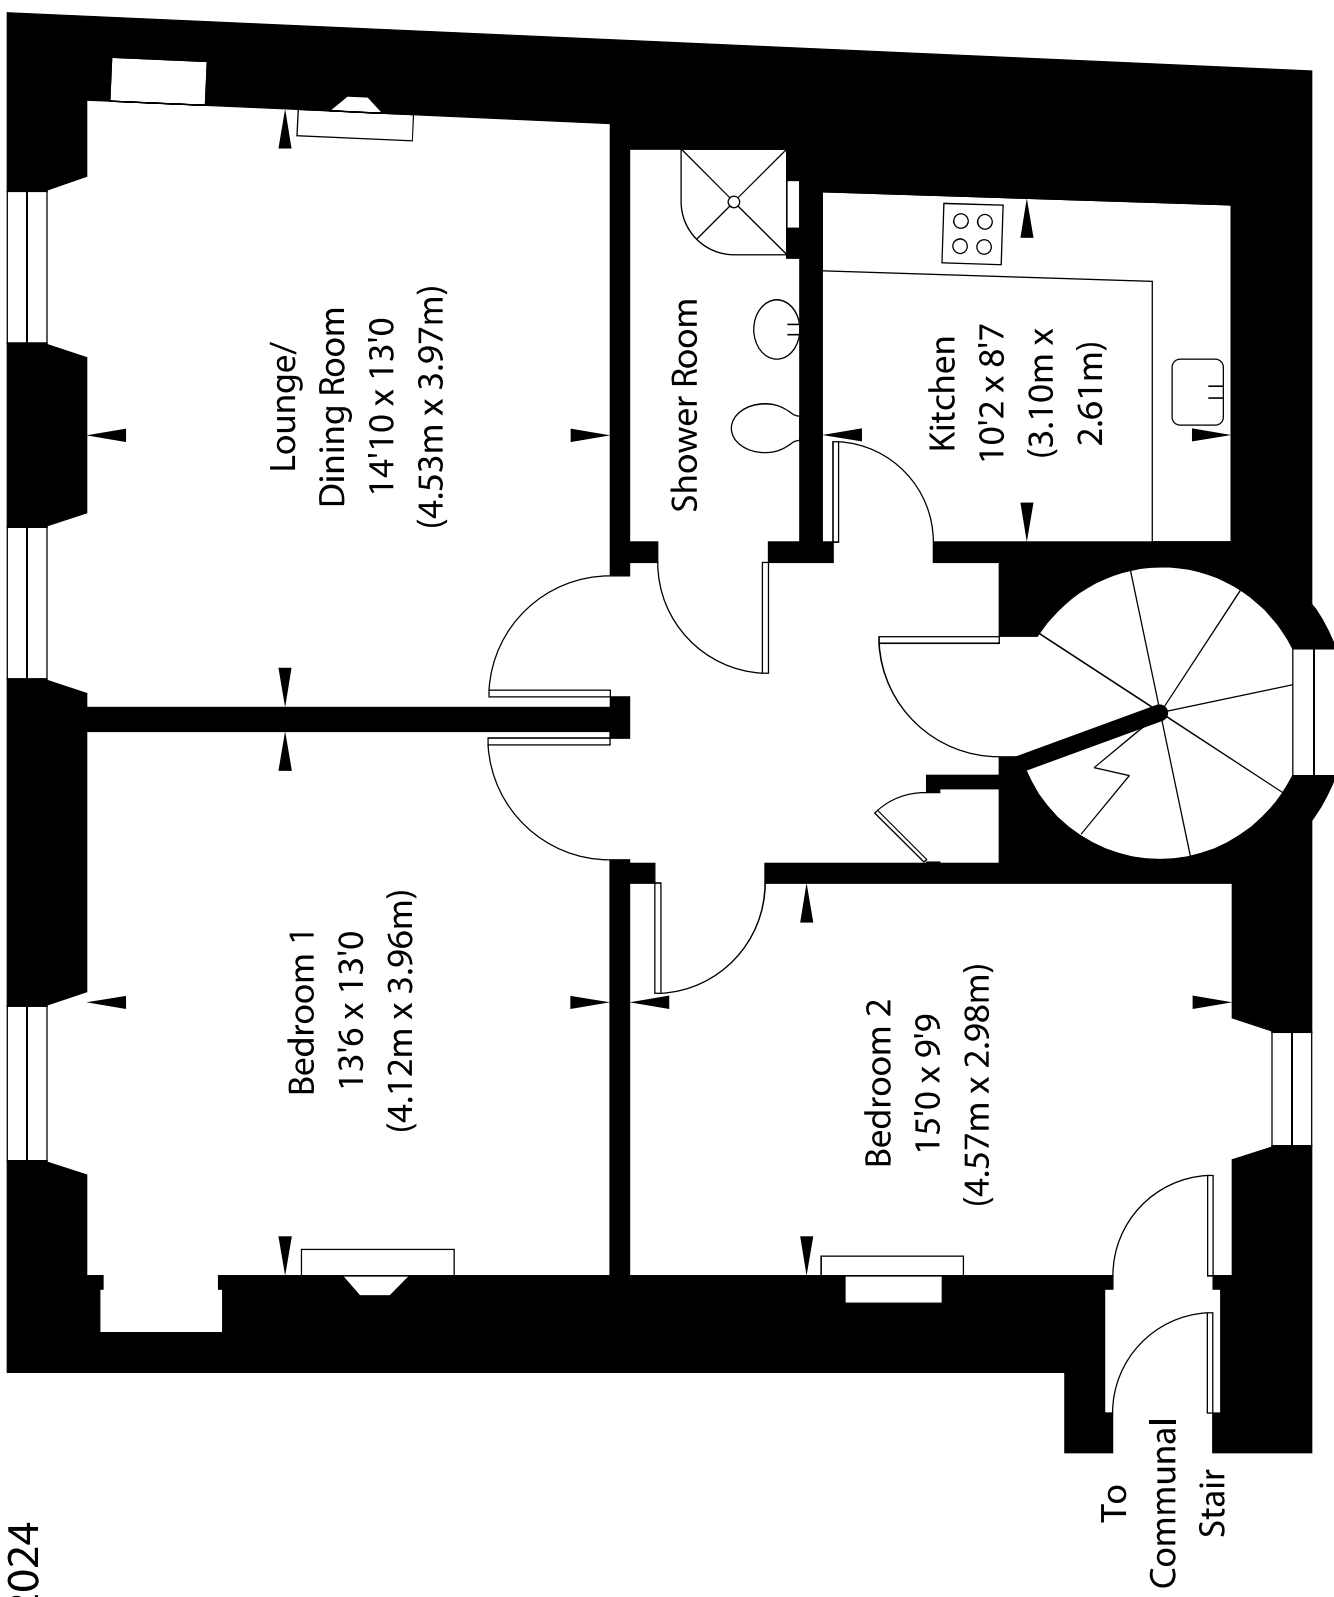 Lounge/
Dining Room
14'10 x 13'0
(4.53m x 3.97m)
Shower Room
Kitchen
10'2 x 8'7
(3.10m x
2.61m)
Bedroom 1
13'6 x 13'0
(4.12m x 3.96m)
Bedroom 2
15'0 x 9'9
(4.57m x 2.98m)
To
Communal
Stair
2024